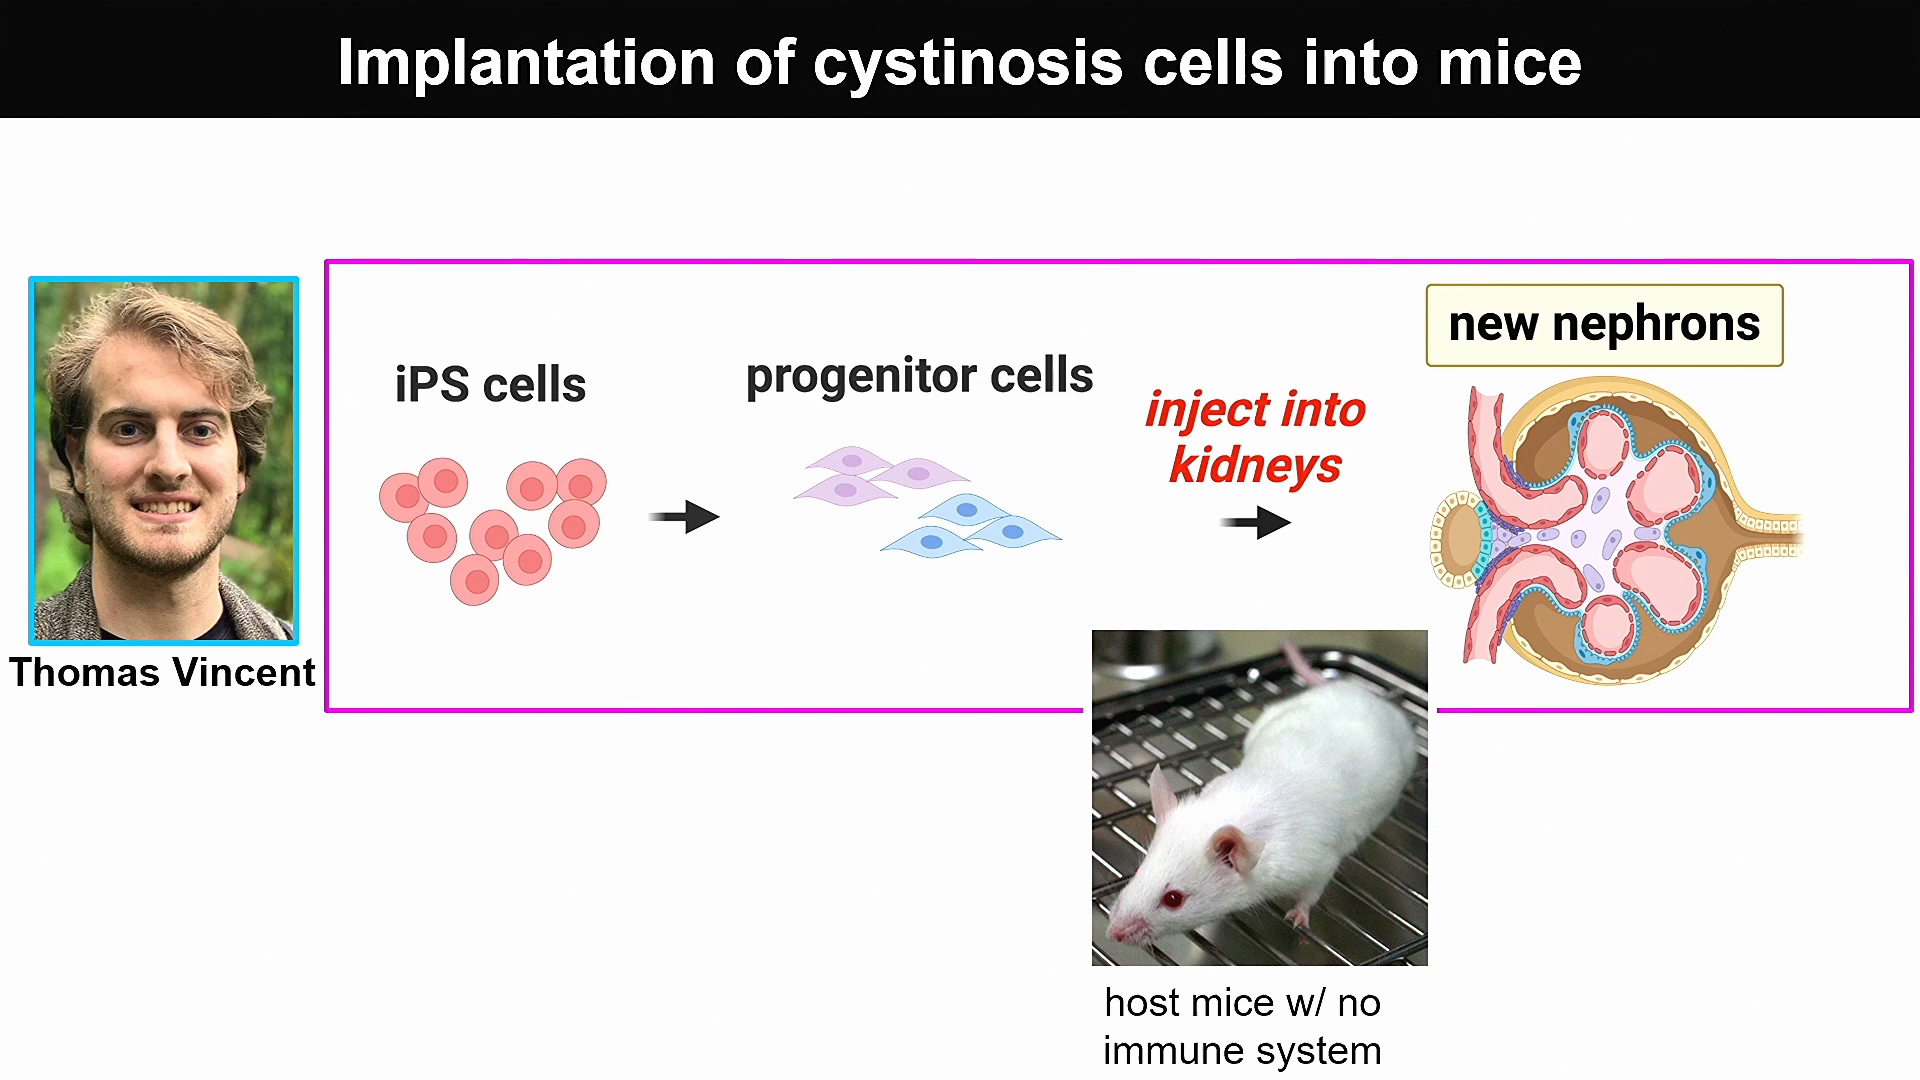 Implantation of cystinosis cells into mice
Thomas Vincent
iPS cells
progenitor cells
inject into
kidneys
new nephrons
host mice w/ no
immune system